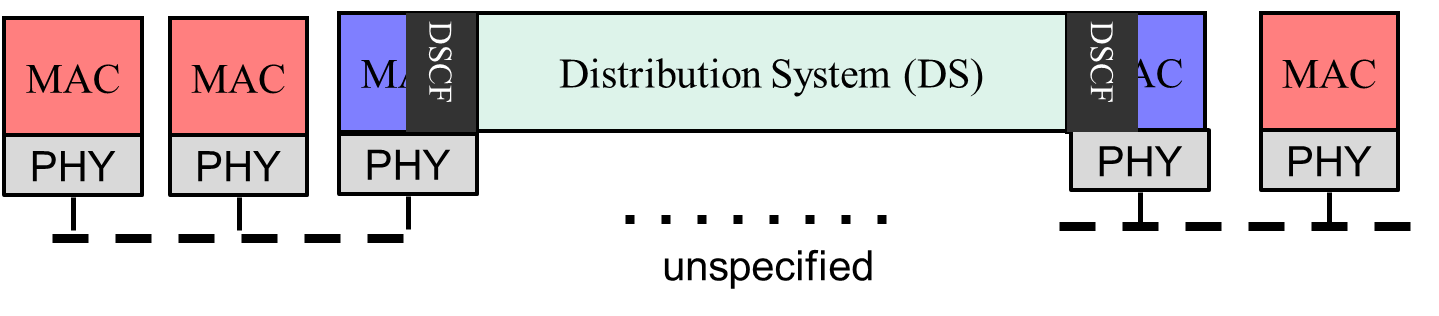 MAC
PHY
MAC
PHY
MA
DSCF
PHY
Distribution System (DS)
unspecified
DSCF
AC
PHY
MAC
PHY